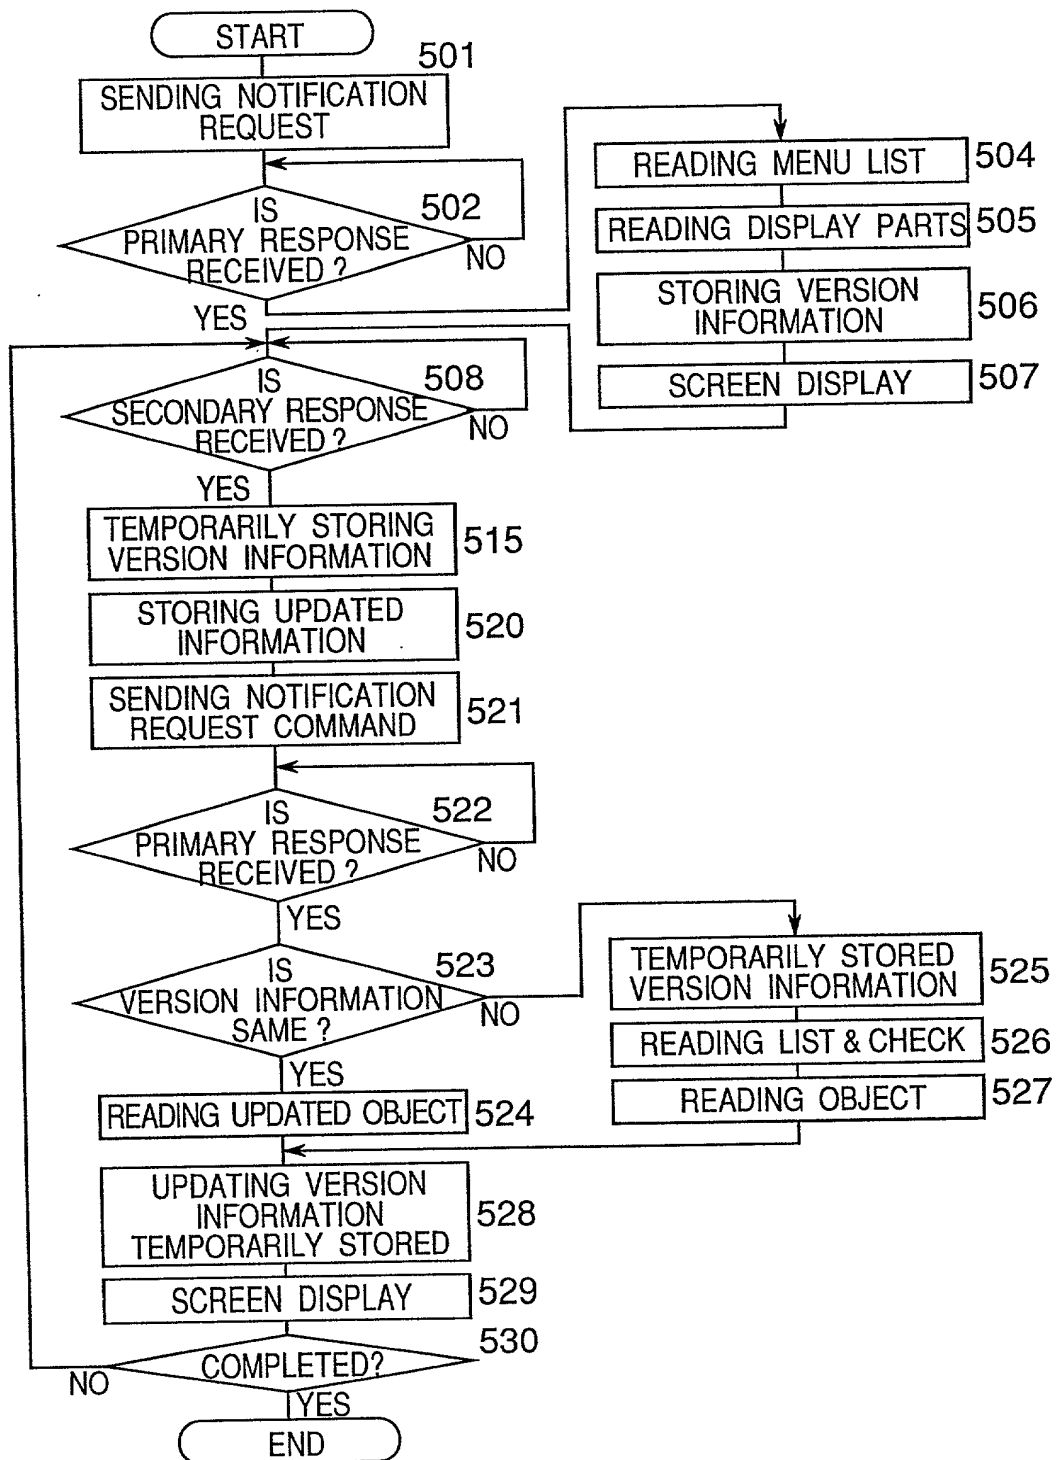 START
501
SENDING NOTIFICATION
REQUEST
IS
PRIMARY RESPONSE
RECEIVED?
502
NO
YES
READING MENU LIST
504
READING DISPLAY PARTS
505
STORING VERSION
INFORMATION
506
SCREEN DISPLAY
507
IS
SECONDARY RESPONSE
RECEIVED?
508
NO
YES
TEMPORARILY STORING
VERSION INFORMATION
515
STORING UPDATED
INFORMATION
520
SENDING NOTIFICATION
REQUEST COMMAND
521
IS
PRIMARY RESPONSE
RECEIVED?
522
NO
YES
IS
VERSION INFORMATION
SAME?
523
NO
YES
TEMPORARILY STORED
VERSION INFORMATION
525
READING LIST & CHECK
526
READING OBJECT
527
READING UPDATED OBJECT
524
UPDATING VERSION
INFORMATION
TEMPORARILY STORED
528
SCREEN DISPLAY
529
COMPLETED?
530
NO
YES
END